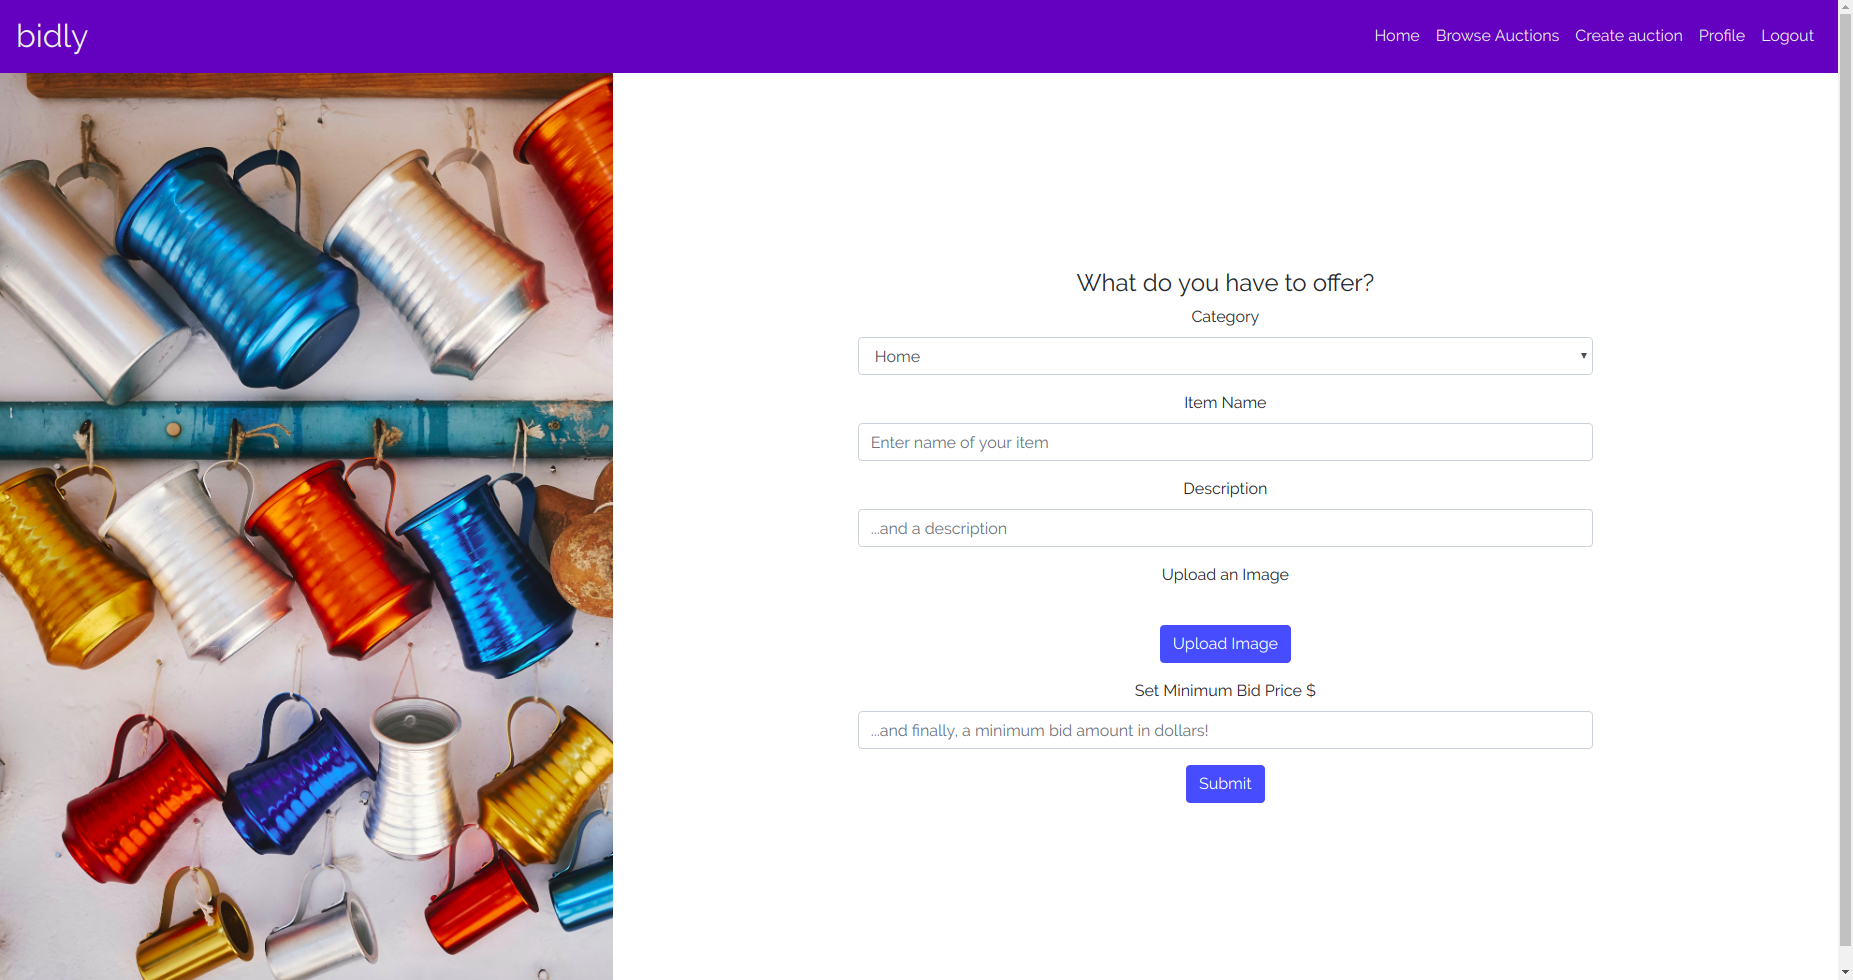 bidly
Home Browse Auctions Create auction Profile Logout
What do you have to offer?
Category
Home
Item Name
Enter name of your item
Description
...and a description
Upload an Image
Upload Image
Set Minimum Bid Price $
...and finally, a minimum bid amount in dollars!
Submit